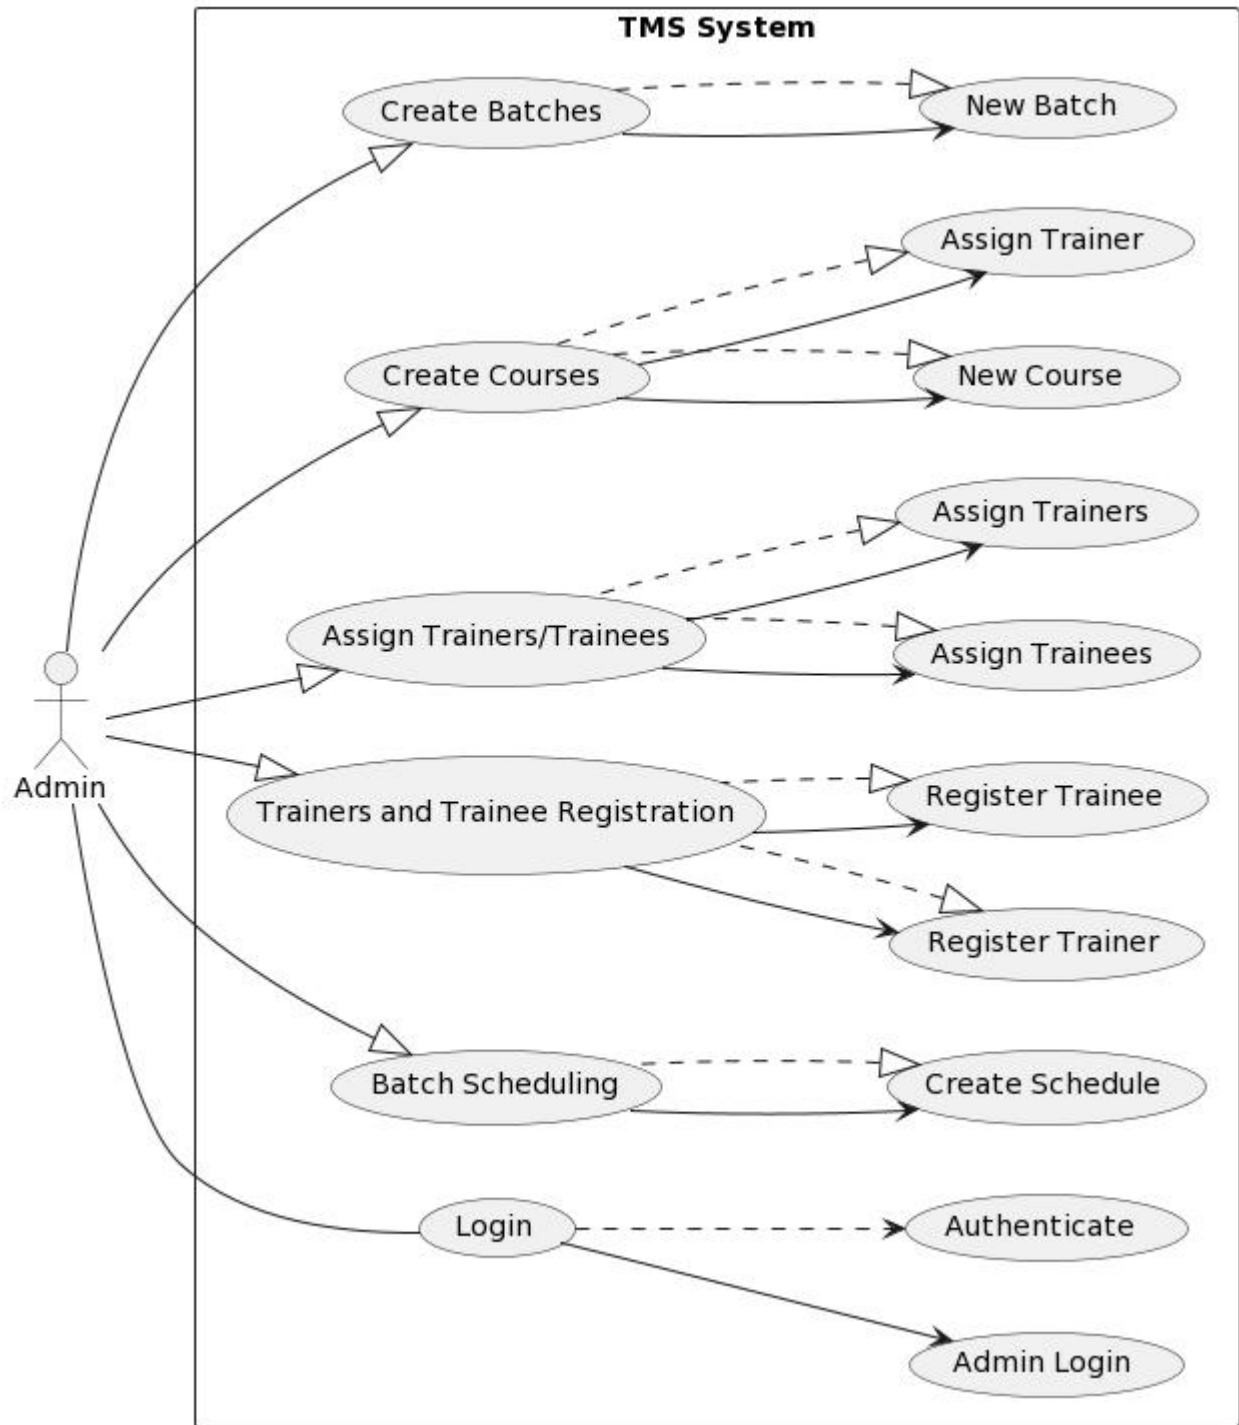 TMS System
Create Batches
New Batch
Assign Trainer
Create Courses
New Course
Assign Trainers
Assign Trainers/Trainees
Assign Trainees
Admin
Trainers and Trainee Registration
Register Trainee
Register Trainer
Batch Scheduling
Create Schedule
Login
Authenticate
Admin Login